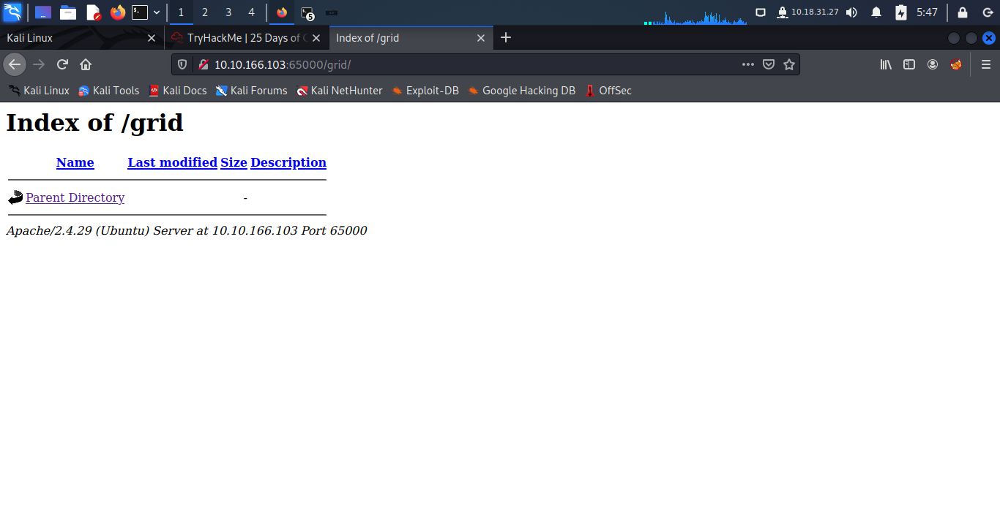 1 2 3 4 5 10.18.31.27 5:47
Kali Linux TryHackMe | 25 Days of C Index of /grid
10.10.166.103:65000/grid/
Kali Linux Kali Tools Kali Docs Kali Forums Kali NetHunter Exploit-DB Google Hacking DB OffSec
Index of /grid
Name Last modified Size Description
Parent Directory -
Apache/2.4.29 (Ubuntu) Server at 10.10.166.103 Port 65000